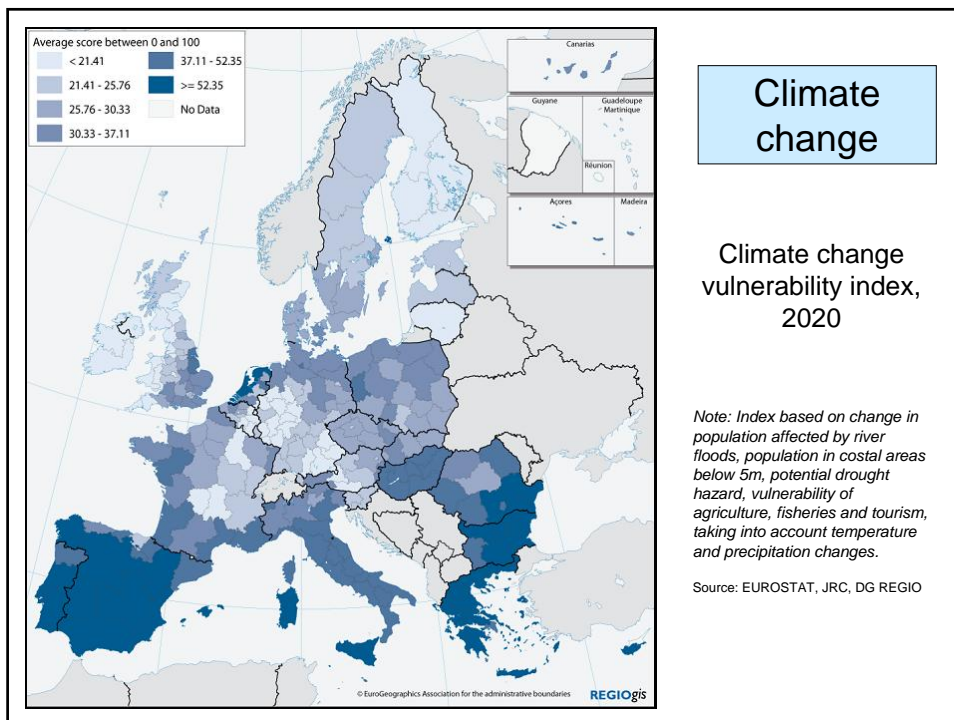 Average score between 0 and 100
< 21.41
21.41 - 25.76
25.76 - 30.33
30.33 - 37.11
37.11 - 52.35
>= 52.35
No Data
Canarias
Guyane
Guadeloupe
Martinique
Réunion
Açores
Madeira
© EuroGeographics Association for the administrative boundaries
REGIOgis
Climate
change
Climate change
vulnerability index,
2020
Note: Index based on change in
population affected by river
floods, population in costal areas
below 5m, potential drought
hazard, vulnerability of
agriculture, fisheries and tourism,
taking into account temperature
and precipitation changes.
Source: EUROSTAT, JRC, DG REGIO